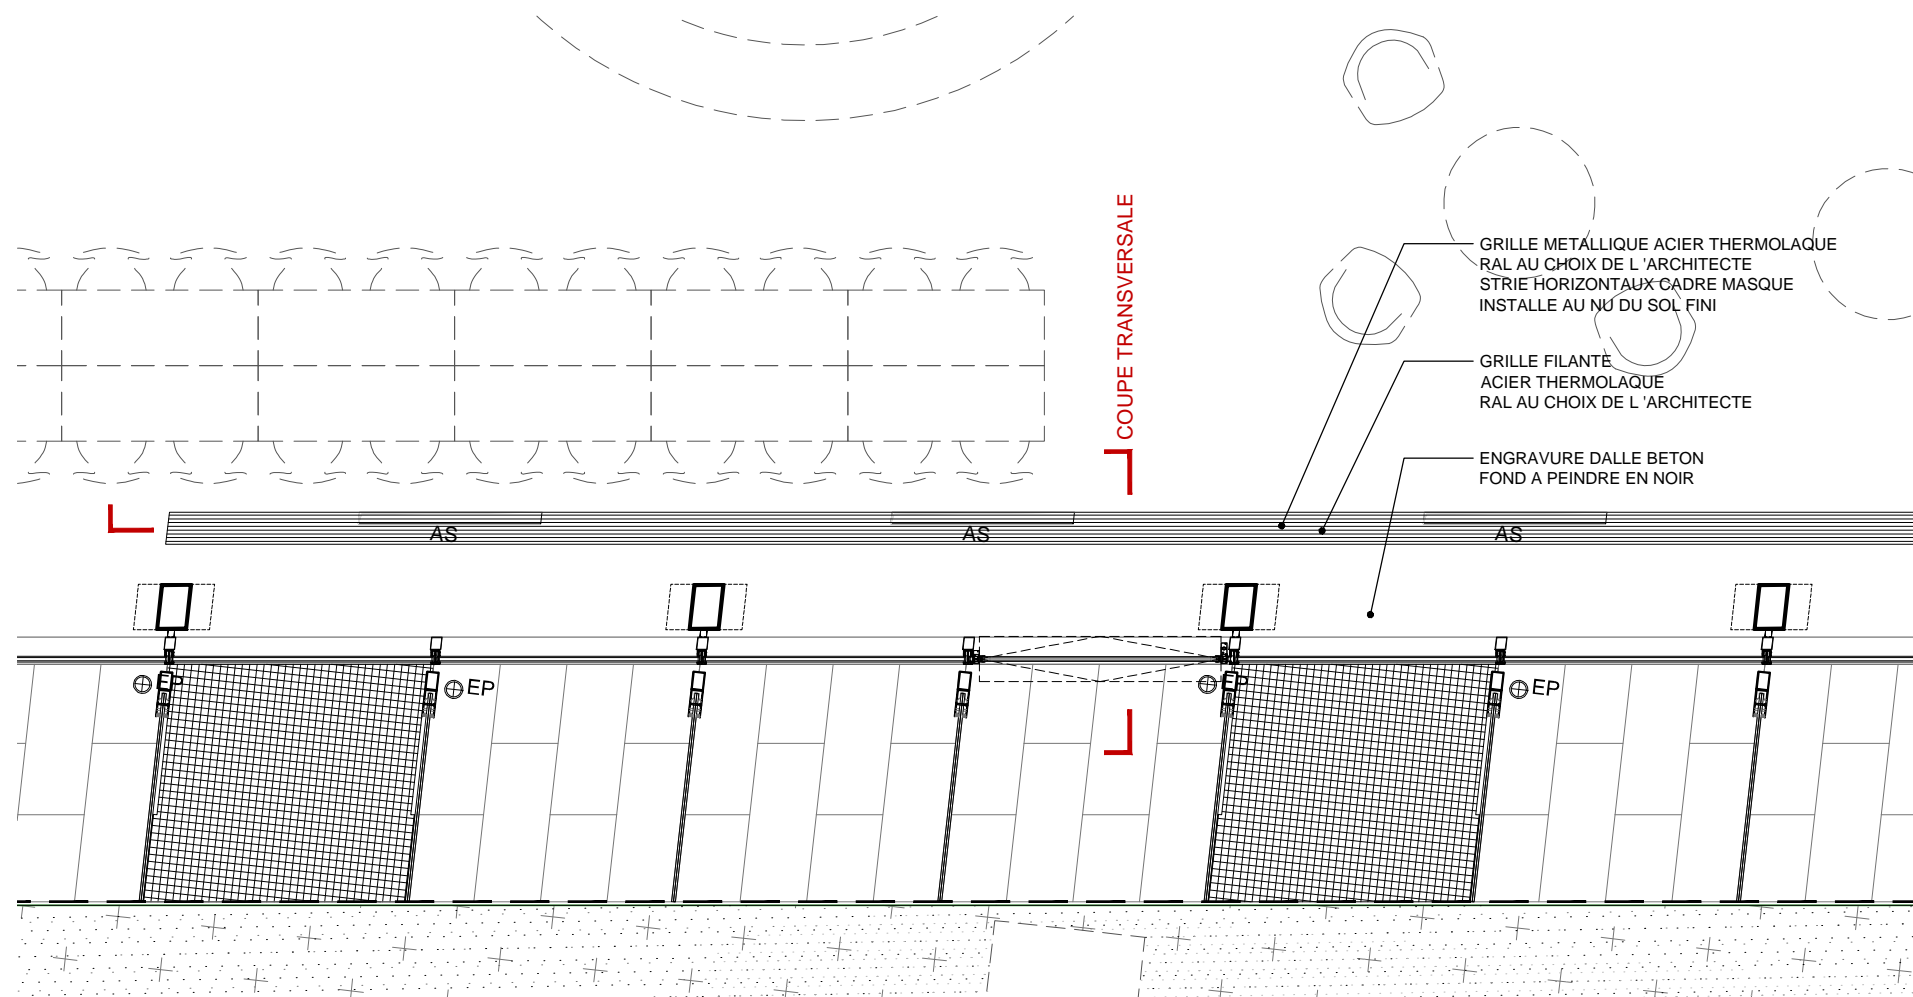 COUPE TRANSVERSALE
GRILLE METALLIQUE ACIER THERMOLAQUE
RAL AU CHOIX DE L 'ARCHITECTE
STRIE HORIZONTAUX CADRE MASQUE
INSTALLE AU NU DU SOL FINI
GRILLE FILANTE
ACIER THERMOLAQUE
RAL AU CHOIX DE L 'ARCHITECTE
ENGRAVURE DALLE BETON
FOND A PEINDRE EN NOIR
AS
AS
AS
EP
EP
EP
EP